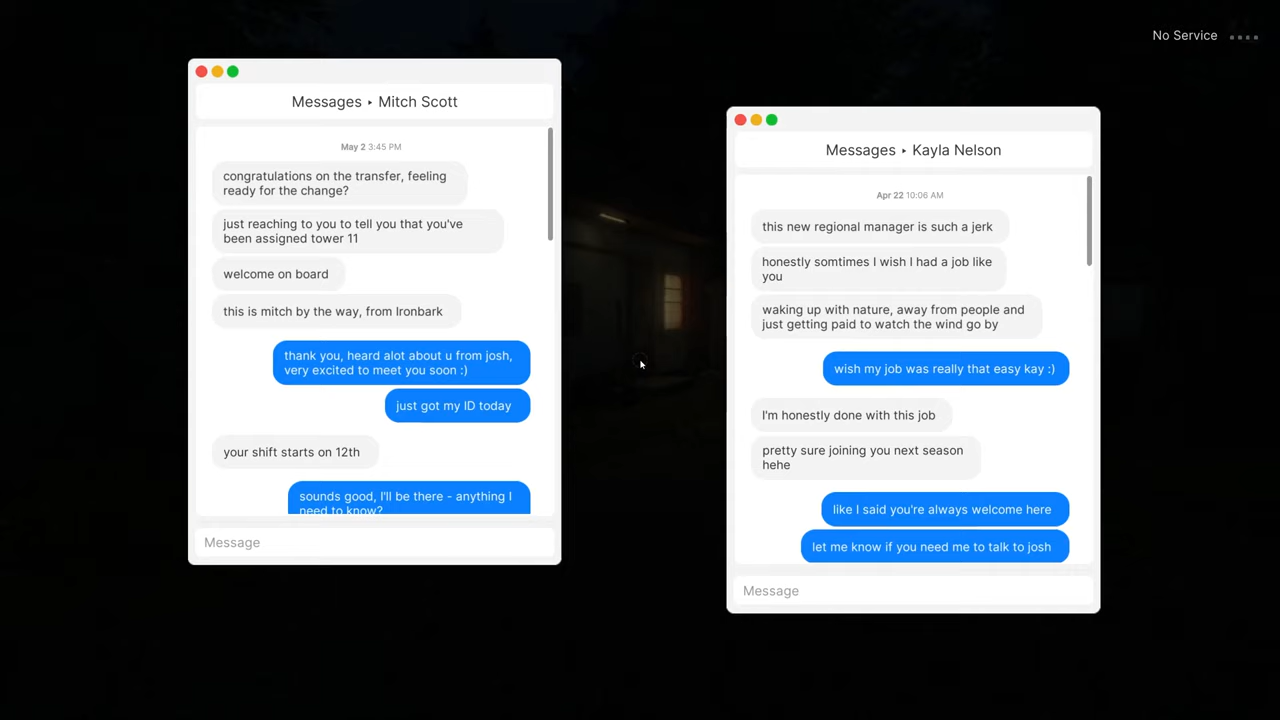 No Service
Messages ▸ Mitch Scott
May 2 3:45 PM
congratulations on the transfer, feeling
ready for the change?
just reaching to you to tell you that you've
been assigned tower 11
welcome on board
this is mitch by the way, from Ironbark
thank you, heard alot about u from josh,
very excited to meet you soon :)
just got my ID today
your shift starts on 12th
sounds good, I'll be there - anything I
need to know?
Message
Messages ▸ Kayla Nelson
Apr 22 10:06 AM
this new regional manager is such a jerk
honestly somtimes I wish I had a job like
you
waking up with nature, away from people and
just getting paid to watch the wind go by
wish my job was really that easy kay :)
I'm honestly done with this job
pretty sure joining you next season
hehe
like I said you're always welcome here
let me know if you need me to talk to josh
Message